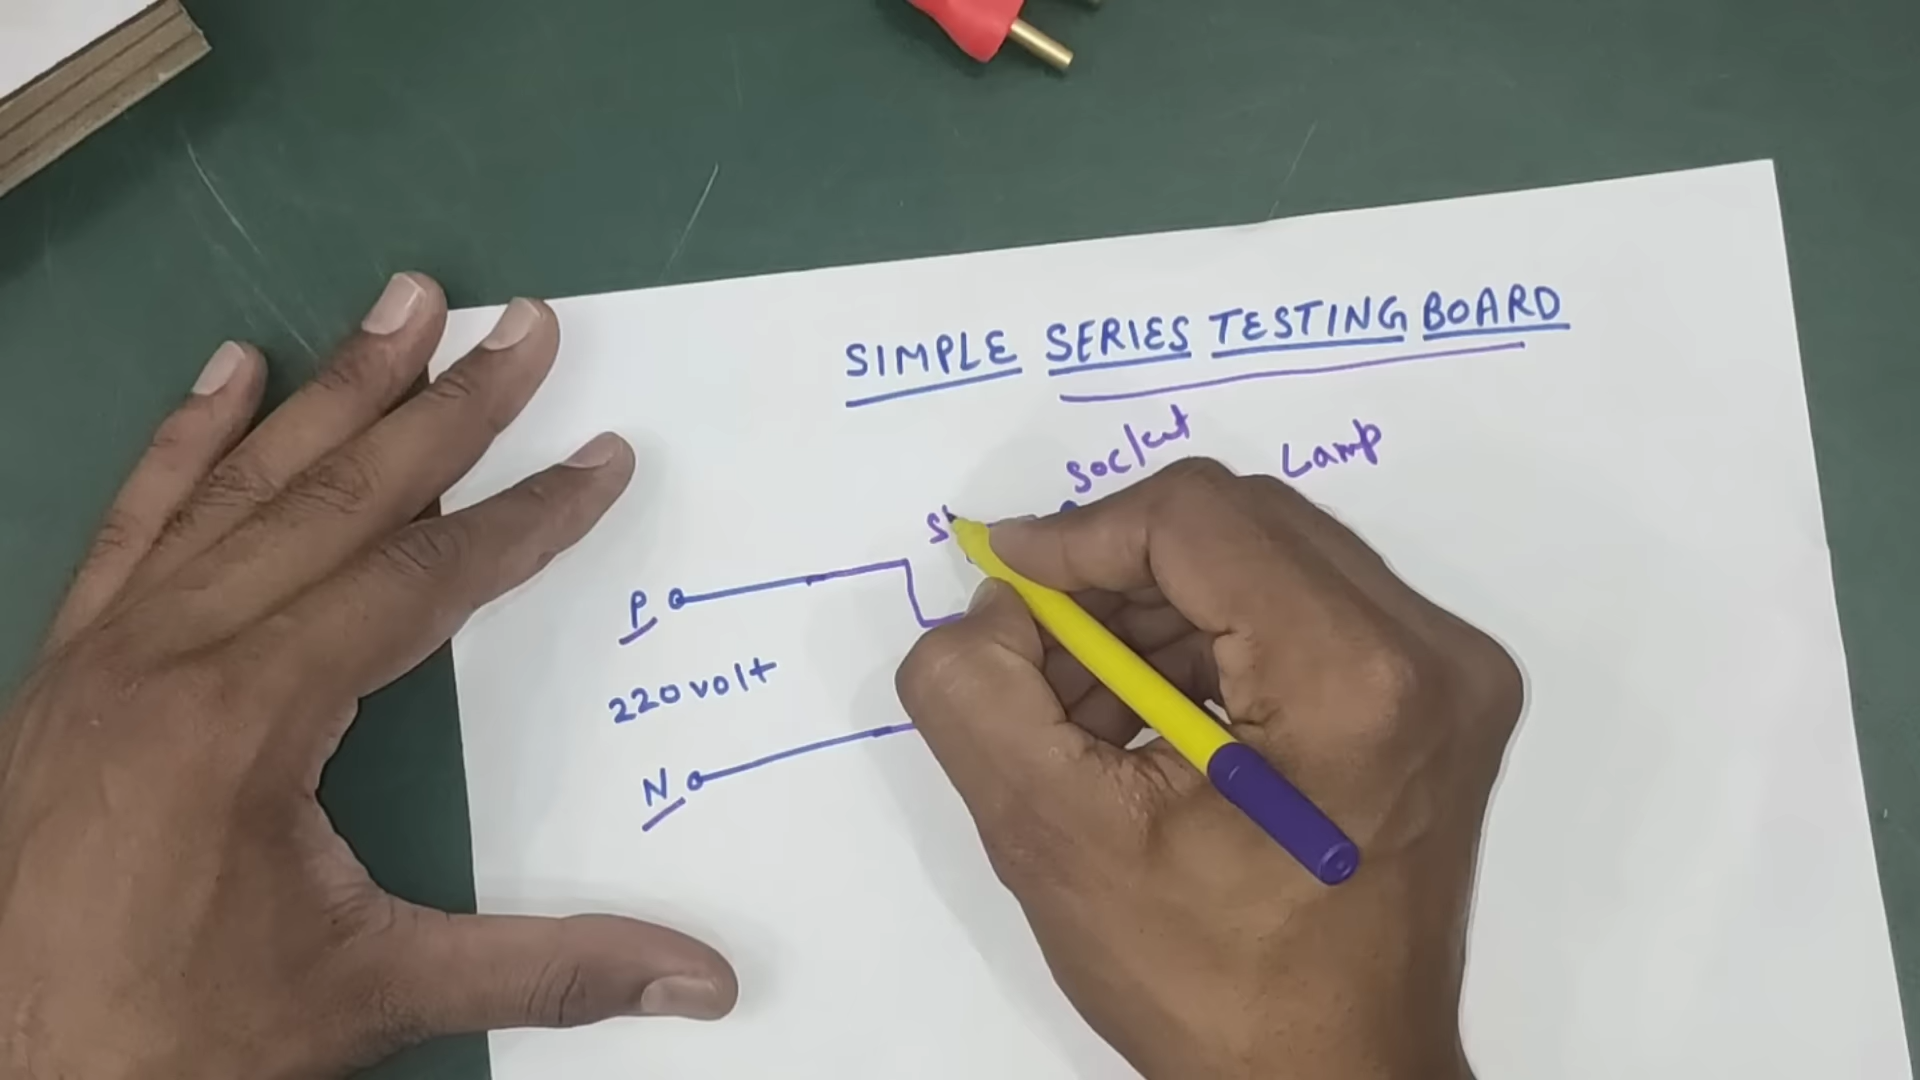 SIMPLE SERIES TESTING BOARD
Socket
Lamp
P
220 volt
N